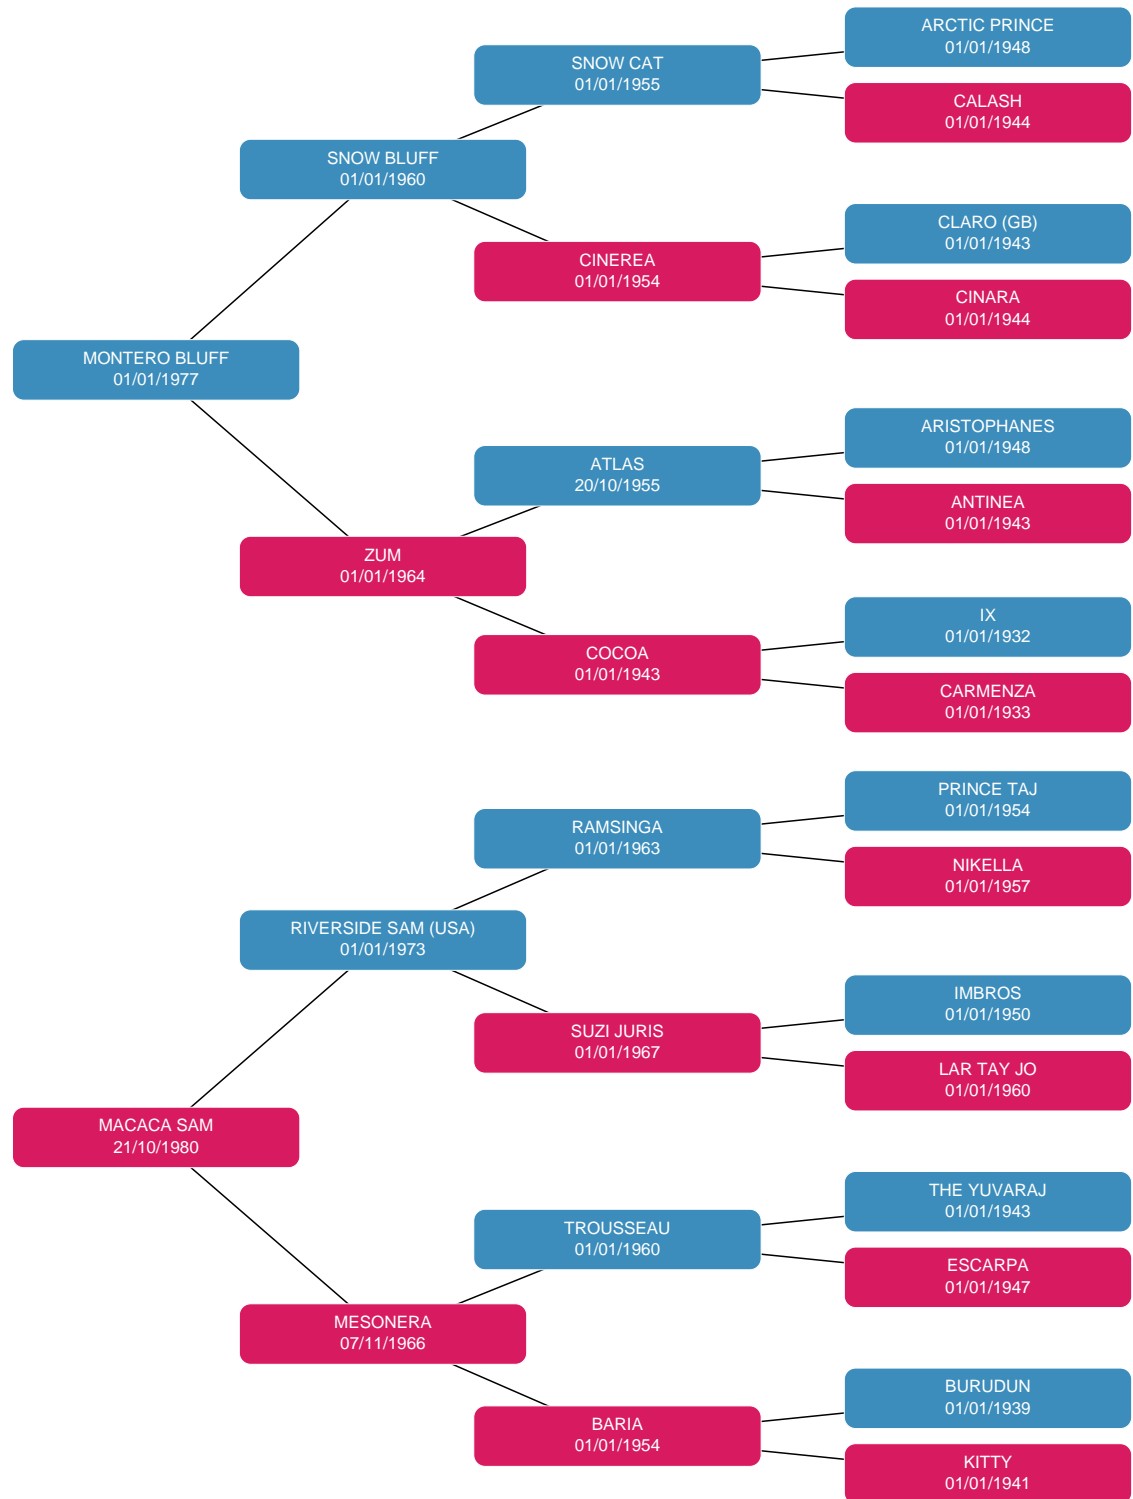 ARCTIC PRINCE
01/01/1948
SNOW CAT
01/01/1955
CALASH
01/01/1944
SNOW BLUFF
01/01/1960
CLARO (GB)
01/01/1943
CINEREA
01/01/1954
CINARA
01/01/1944
MONTERO BLUFF
01/01/1977
ARISTOPHANES
01/01/1948
ATLAS
20/10/1955
ANTINEA
01/01/1943
ZUM
01/01/1964
IX
01/01/1932
COCOA
01/01/1943
CARMENZA
01/01/1933
PRINCE TAJ
01/01/1954
RAMSINGA
01/01/1963
NIKELLA
01/01/1957
RIVERSIDE SAM (USA)
01/01/1973
IMBROS
01/01/1950
SUZI JURIS
01/01/1967
LAR TAY JO
01/01/1960
MACACA SAM
21/10/1980
THE YUVARAJ
01/01/1943
TROUSSEAU
01/01/1960
ESCARPA
01/01/1947
MESONERA
07/11/1966
BURUDUN
01/01/1939
BARIA
01/01/1954
KITTY
01/01/1941